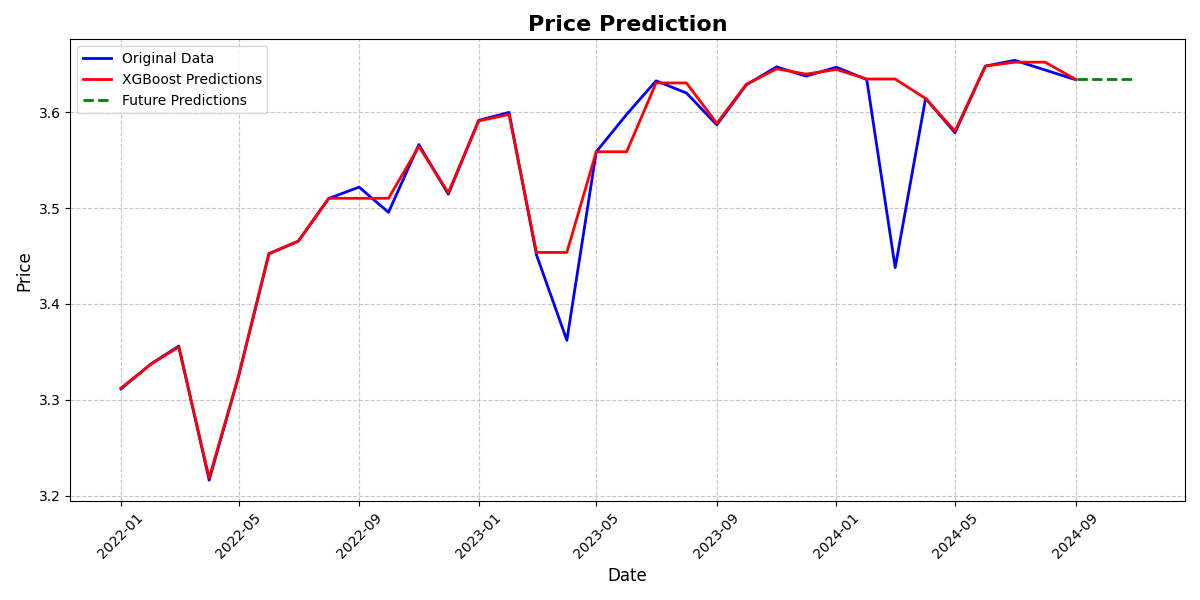 Price Prediction
Original Data
XGBoost Predictions
Future Predictions
Price
3.6
3.5
3.4
3.3
3.2
2022-01
2022-05
2022-09
2023-01
2023-05
2023-09
2024-01
2024-05
2024-09
Date